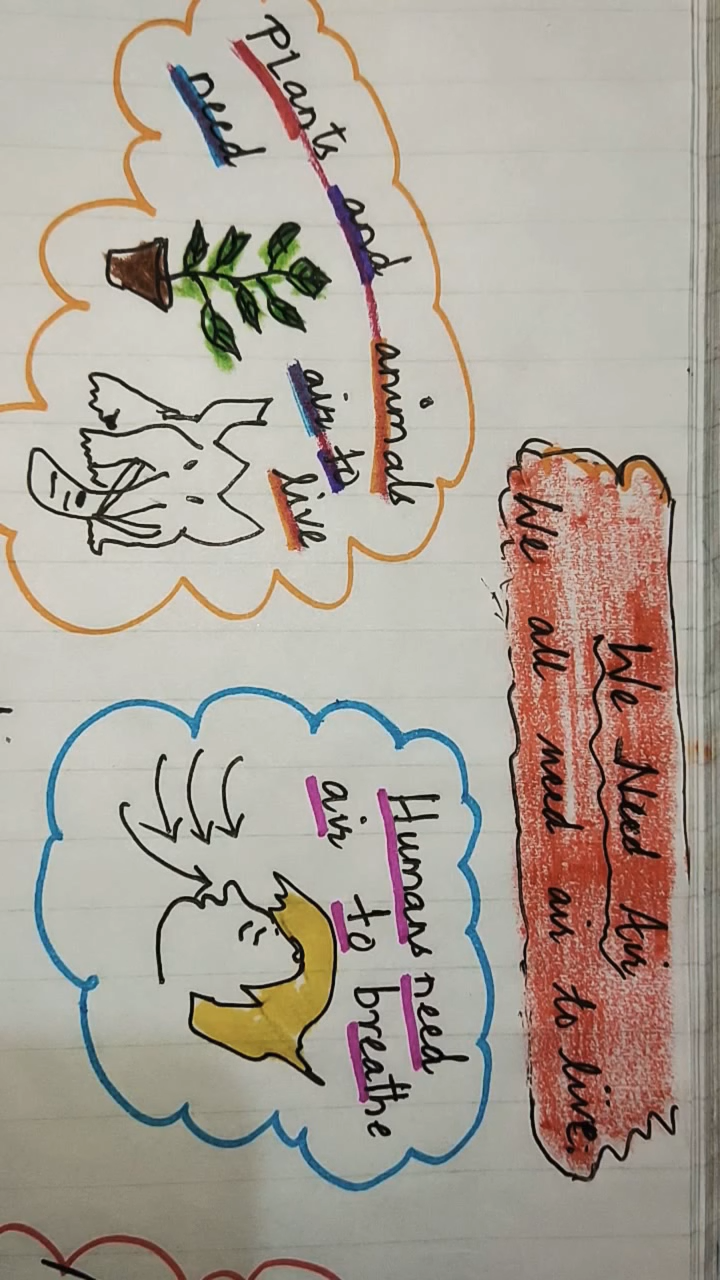 We Need Air
We all need air to live.
Plants and animals
need
air to
live
Humans need
air to breathe